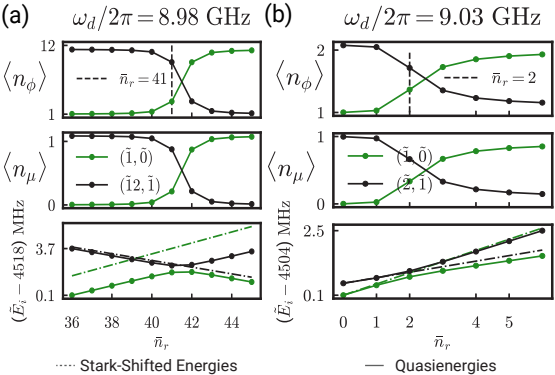 (a) ω_d/2π = 8.98 GHz
(b) ω_d/2π = 9.03 GHz
⟨n_ϕ⟩
12
1
n̄_r = 41
2
1
n̄_r = 2
⟨n_ϕ⟩
⟨n_μ⟩
1
0
(1̃, 0̃)
(1̃2, 1̃)
⟨n_μ⟩
1
0
(1̃, 0̃)
(2̃, 1̃)
(Ẽ_i − 4518) MHz
3.7
0.1
36 38 40 42 44
n̄_r
(Ẽ_i − 4504) MHz
2.5
0.1
0 1 2 4 5
n̄_r
Stark-Shifted Energies
Quasienergies